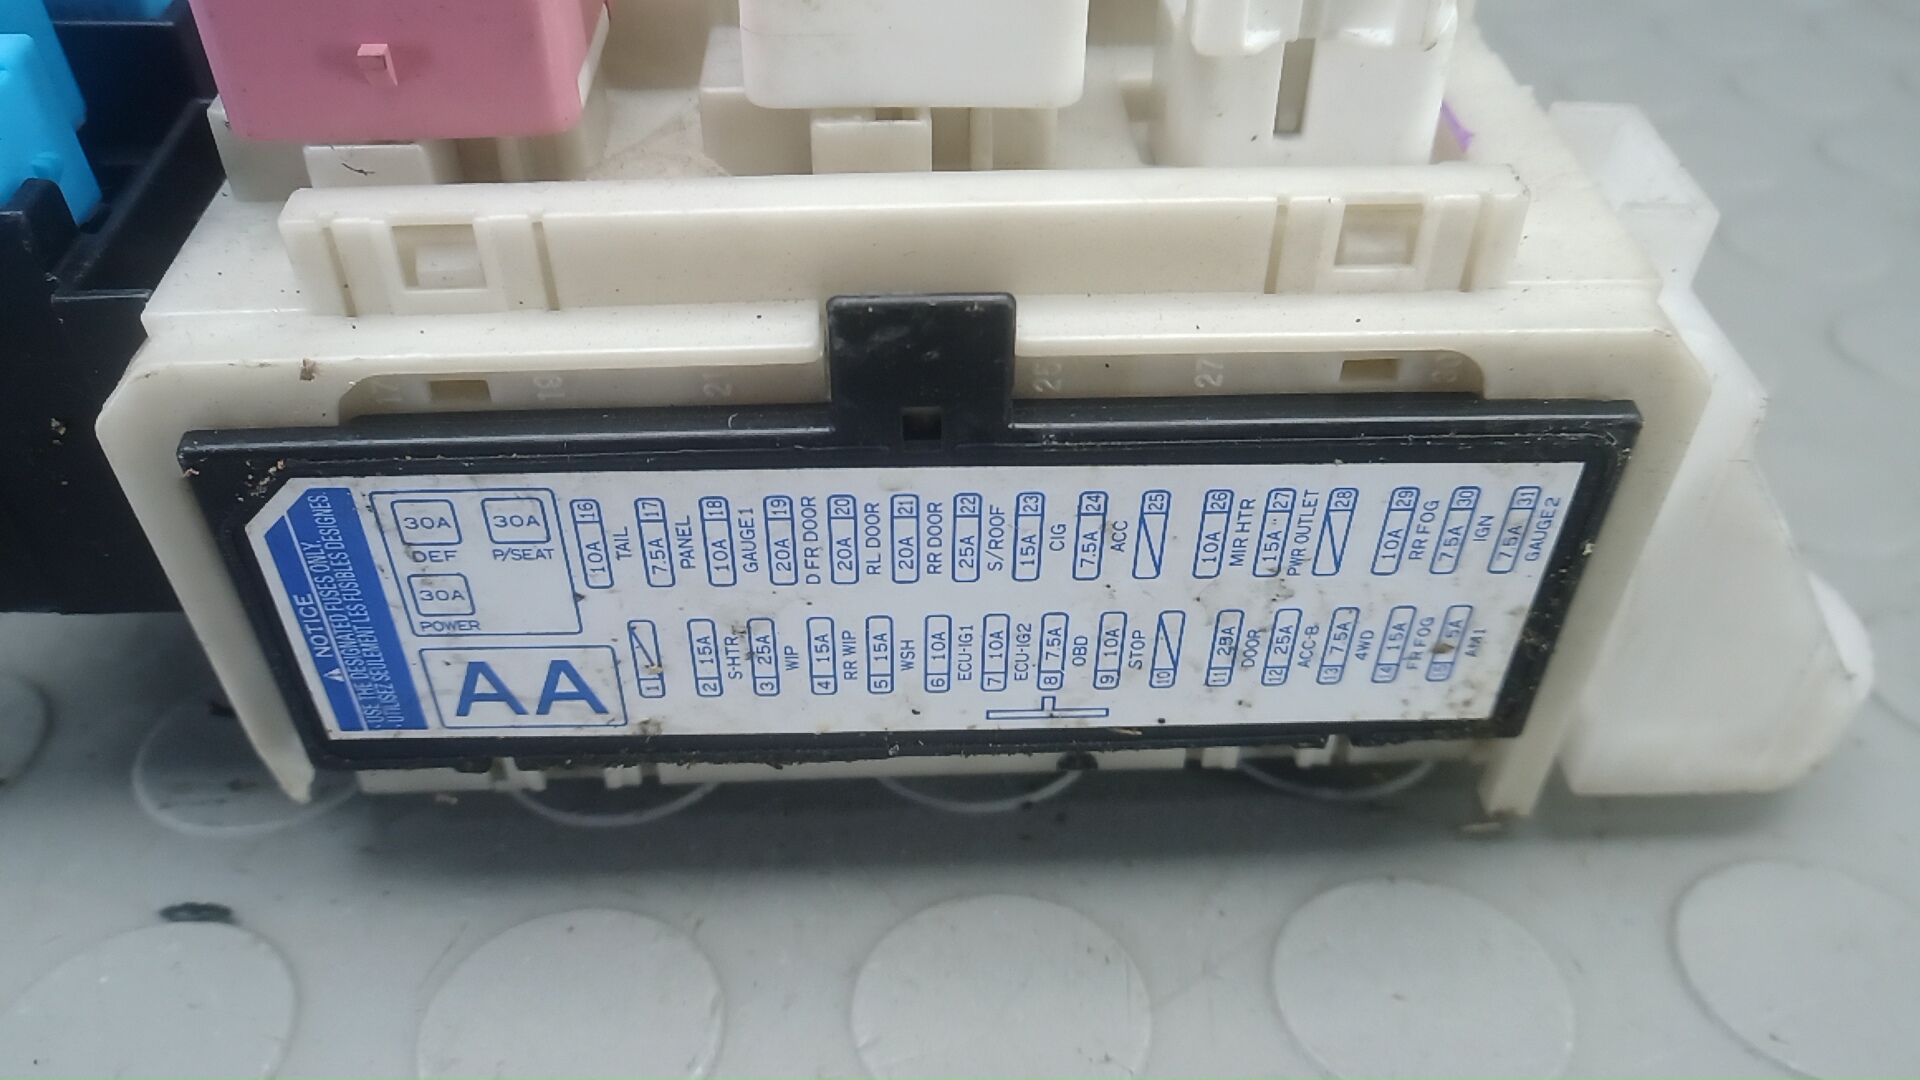 17
19
21
25
27
30
⚠ NOTICE
USE THE DESIGNATED FUSES ONLY.
UTILISEZ SEULEMENT LES FUSIBLES DESIGNES.
30A
DEF
30A
P/SEAT
30A
POWER
AA
16 10A TAIL
17 7.5A PANEL
18 10A GAUGE1
19 20A D FR DOOR
20 20A RL DOOR
21 20A RR DOOR
22 25A S/ROOF
23 15A CIG
24 7.5A ACC
25
26 10A MIR HTR
27 15A PWR OUTLET
28
29 10A RR FOG
30 7.5A IGN
31 7.5A GAUGE2
1
2 15A S-HTR
3 25A WIP
4 15A RR WIP
5 15A WSH
6 10A ECU-IG1
7 10A ECU-IG2
8 7.5A OBD
9 10A STOP
10
11 25A DOOR
12 25A ACC-B
13 7.5A 4WD
4 15A FR FOG
15 5A AM1